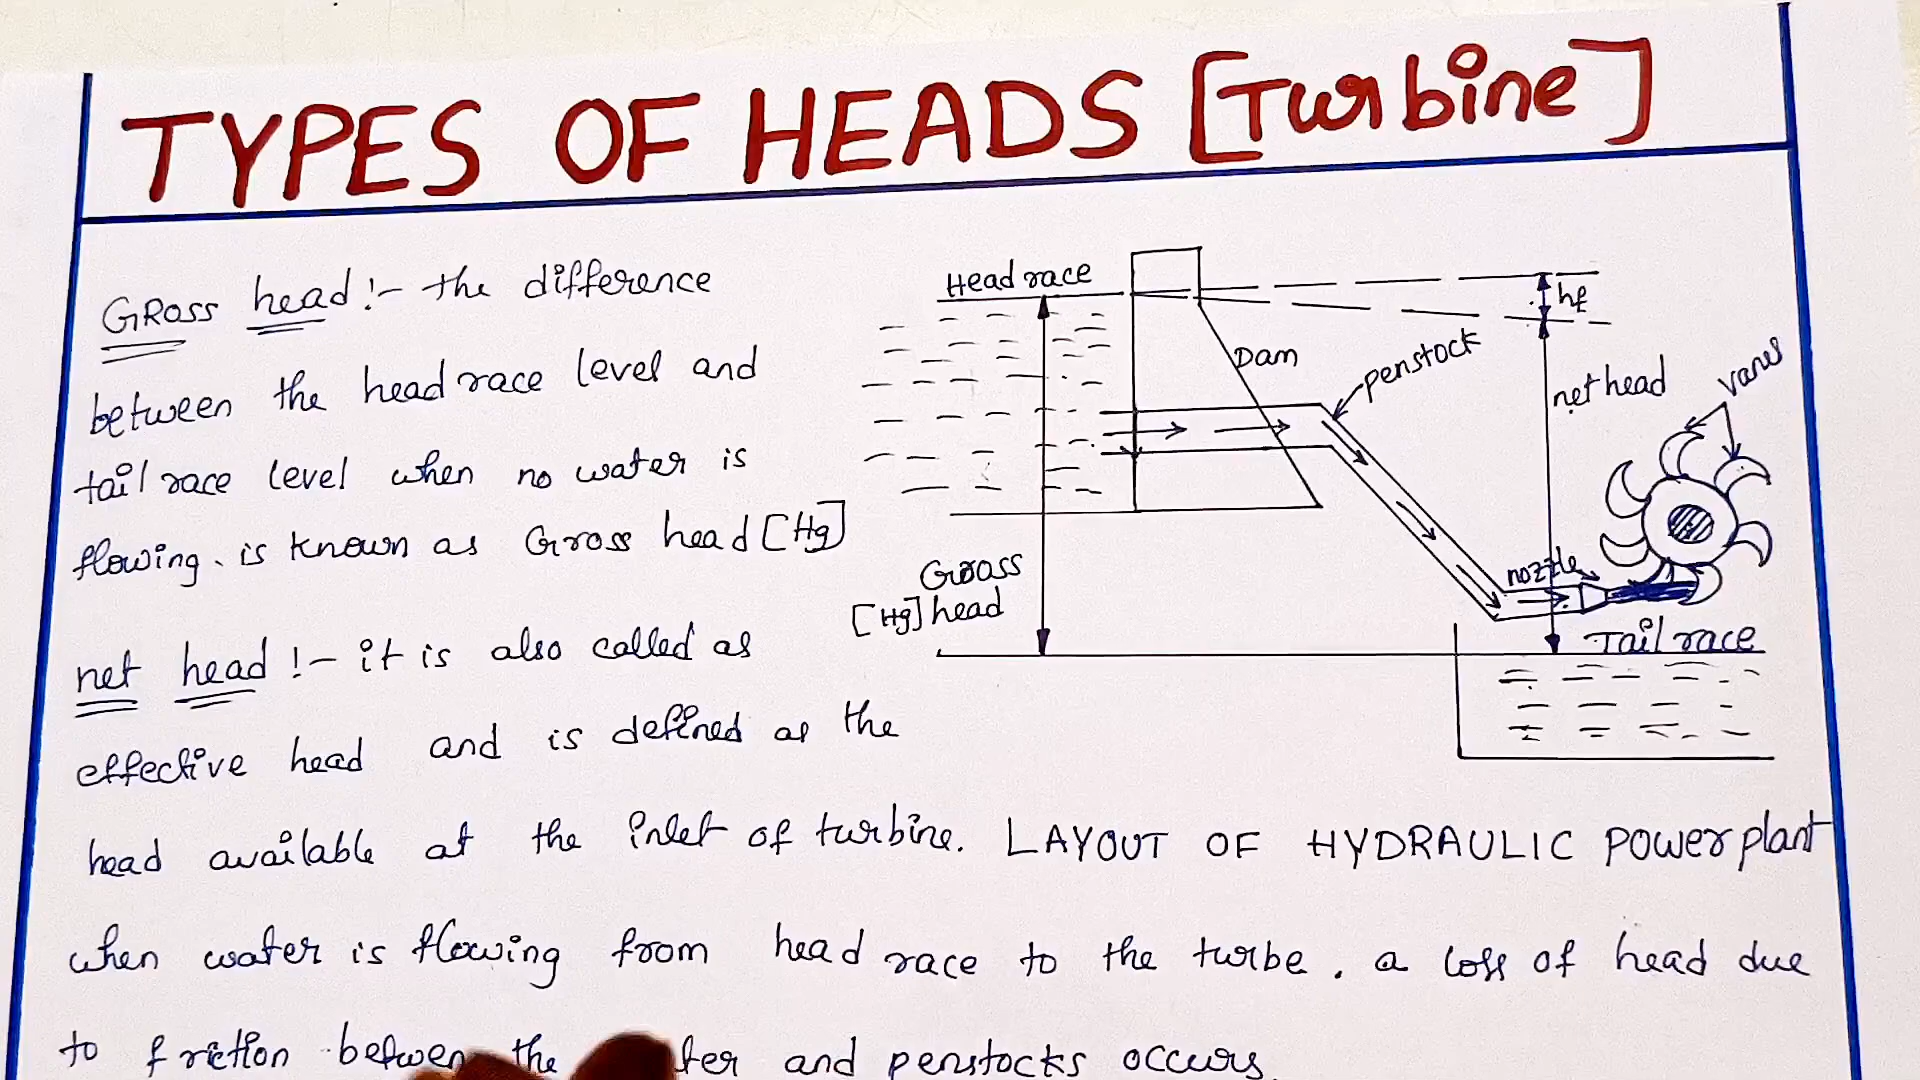 TYPES OF HEADS [Turbine]
Gross head :- the difference
between the head race level and
tail race level when no water is
flowing. is known as Gross head [Hg]
net head :- it is also called as
effective head and is defined as the
head available at the inlet of turbine.
Head race
hf
Dam
penstock
net head
vanes
nozzle
Gross
[Hg] head
Tail race
LAYOUT OF HYDRAULIC Power plant
when water is flowing from head race to the turbe. a loss of head due
to friction between the and penstocks occurs.